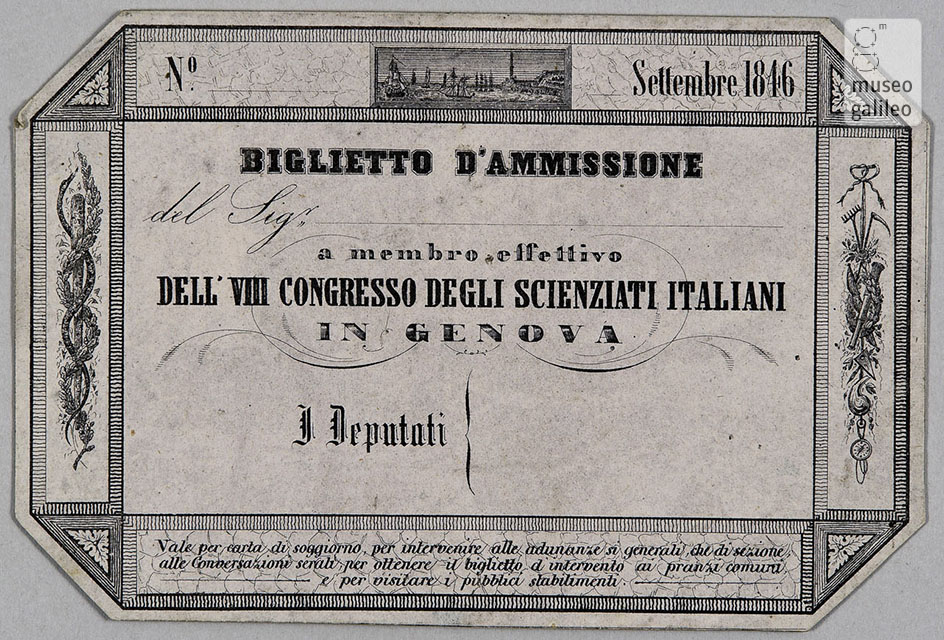 N.º
Settembre 1846
museo
galileo
BIGLIETTO D'AMMISSIONE
del Sig.r
a membro effettivo
DELL' VIII CONGRESSO DEGLI SCIENZIATI ITALIANI
IN GENOVA
I Deputati
Vale per carta di soggiorno, per intervenire alle adunanze sì generali, che di sezione,
alle Conversazioni serali, per ottenere il biglietto d'intervento ai pranzi comuni
e per visitare i pubblici stabilimenti.